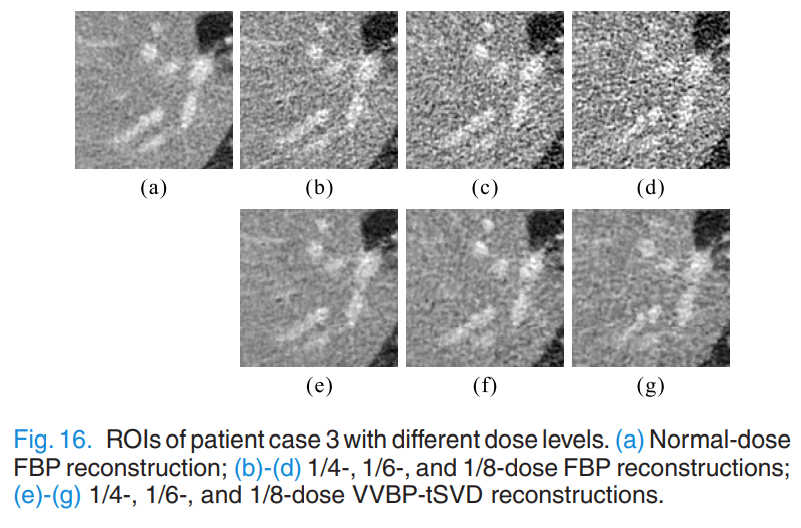 (a) (b) (c) (d)
(e) (f) (g)
Fig. 16. ROIs of patient case 3 with different dose levels. (a) Normal-dose
FBP reconstruction; (b)-(d) 1/4-, 1/6-, and 1/8-dose FBP reconstructions;
(e)-(g) 1/4-, 1/6-, and 1/8-dose VVBP-tSVD reconstructions.